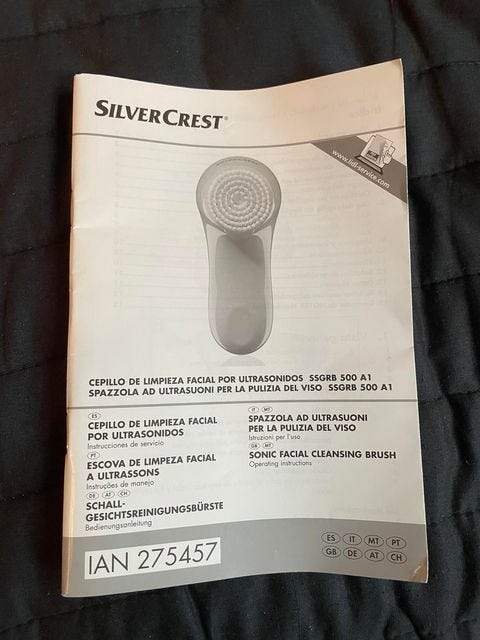 SILVERCREST®
www.lidl-service.com
CEPILLO DE LIMPIEZA FACIAL POR ULTRASONIDOS SSGRB 500 A1
SPAZZOLA AD ULTRASUONI PER LA PULIZIA DEL VISO SSGRB 500 A1
ES
CEPILLO DE LIMPIEZA FACIAL
POR ULTRASONIDOS
Instrucciones de servicio
PT
ESCOVA DE LIMPEZA FACIAL
A ULTRASSONS
Instruções de manejo
DE AT CH
SCHALL-
GESICHTSREINIGUNGSBÜRSTE
Bedienungsanleitung
IT MT
SPAZZOLA AD ULTRASUONI
PER LA PULIZIA DEL VISO
Istruzioni per l'uso
GB MT
SONIC FACIAL CLEANSING BRUSH
Operating instructions
IAN 275457
ES IT MT PT
GB DE AT CH